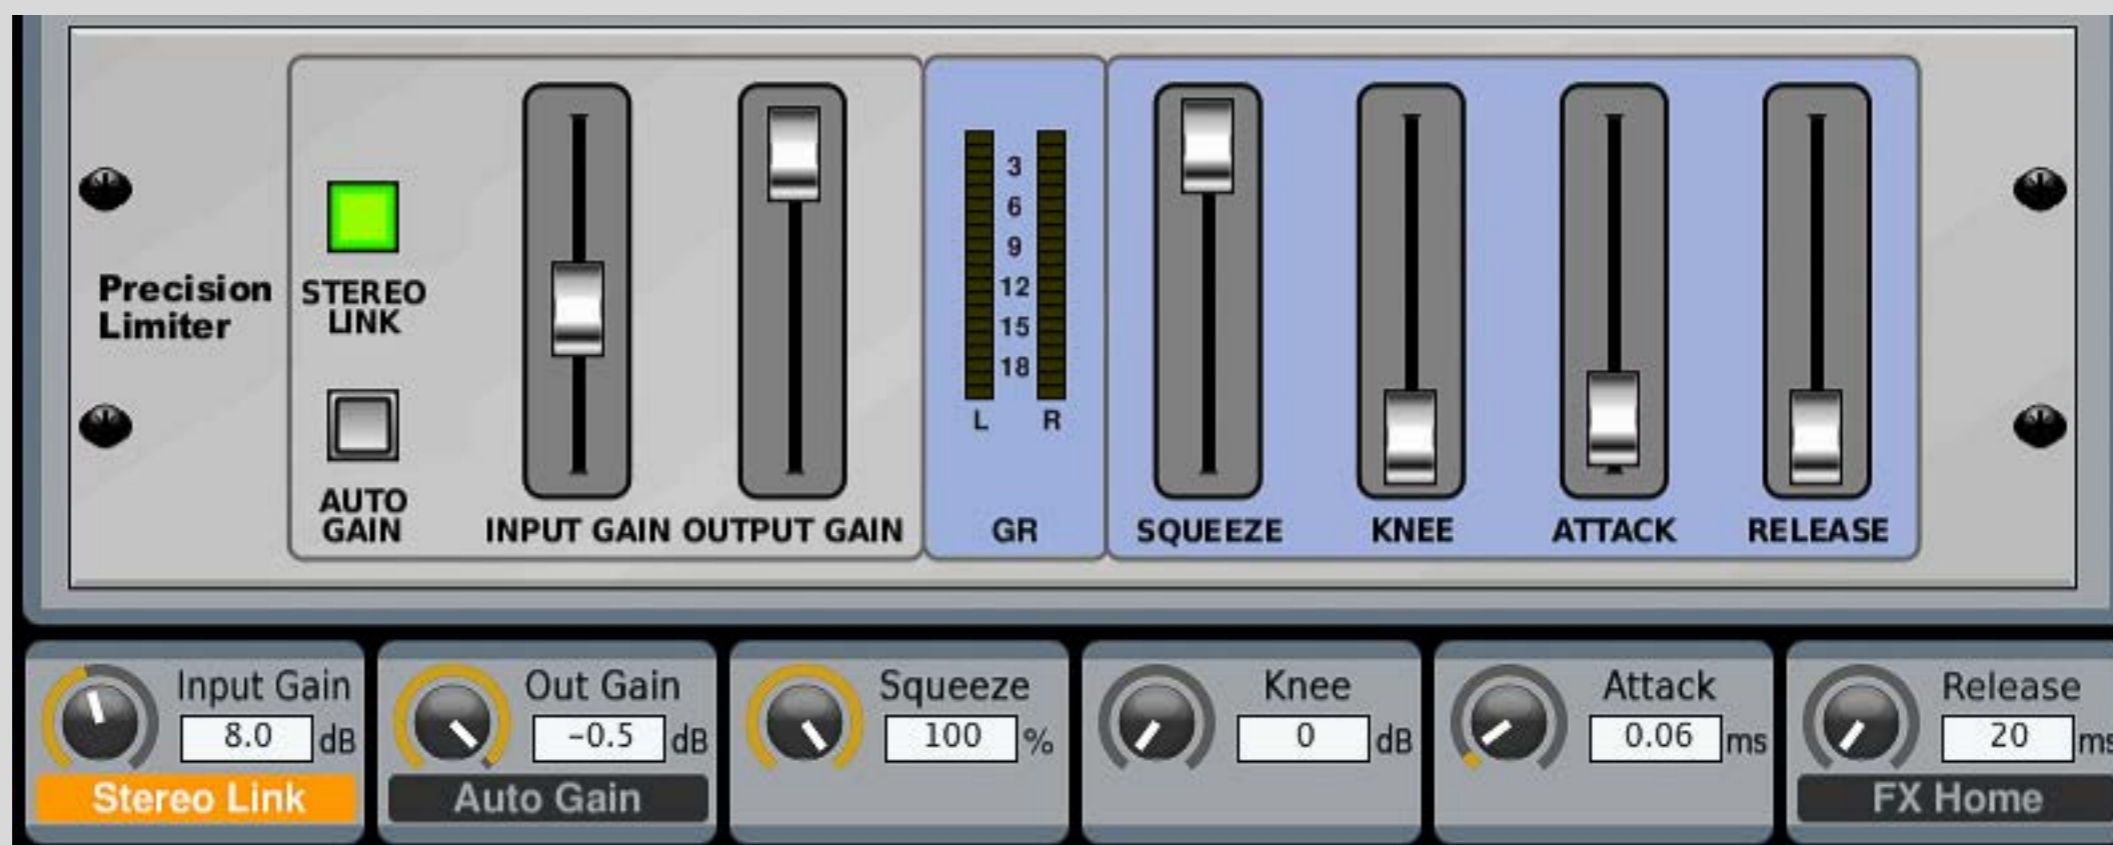 Precision
Limiter
STEREO
LINK
AUTO
GAIN
INPUT GAIN
OUTPUT GAIN
3
6
9
12
15
18
L
R
GR
SQUEEZE
KNEE
ATTACK
RELEASE
Input Gain
8.0 dB
Stereo Link
Out Gain
-0.5 dB
Auto Gain
Squeeze
100 %
Knee
0 dB
Attack
0.06 ms
Release
20 ms
FX Home